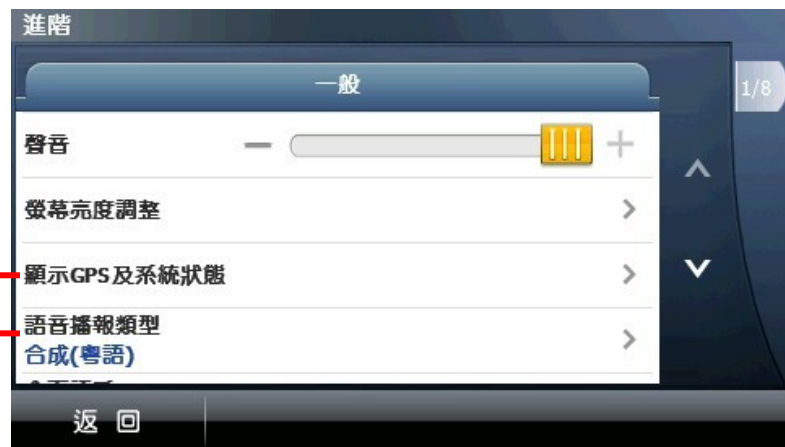 進階
一般
1/8
聲音
螢幕亮度調整
顯示GPS及系統狀態
語音播報類型
合成(粵語)
返回